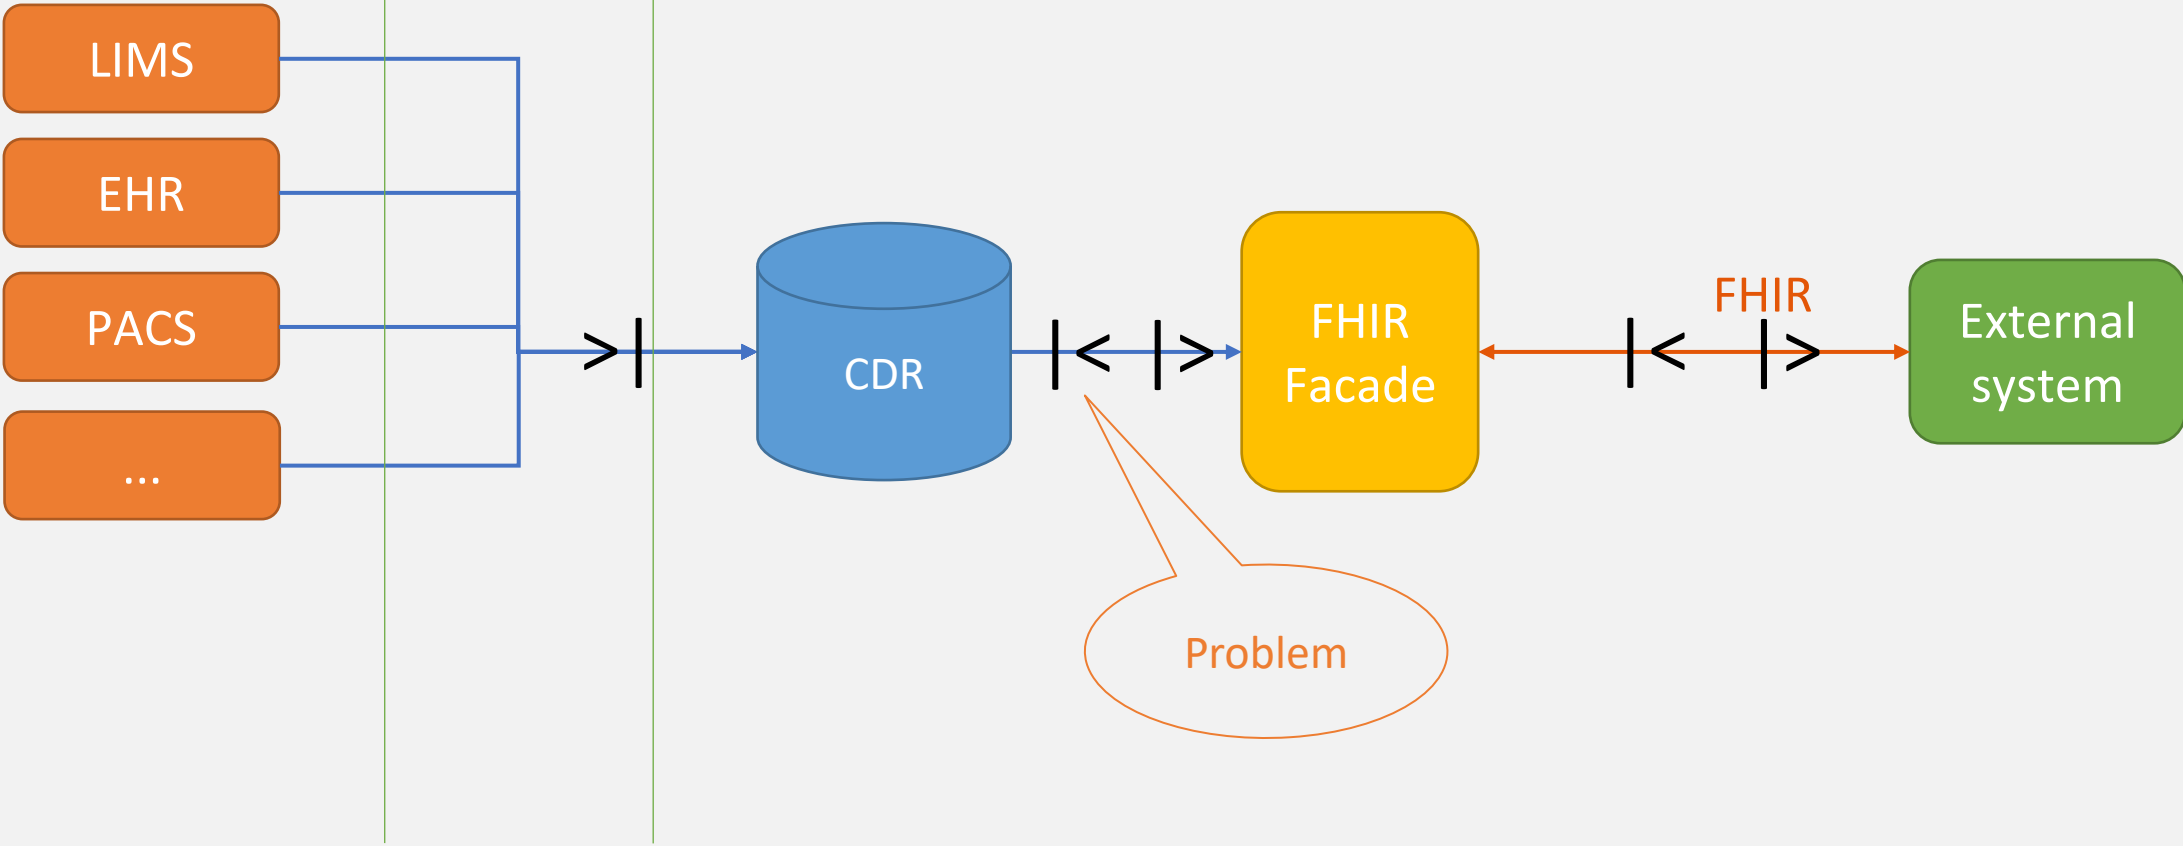 LIMS
EHR
PACS
...
>|
CDR
|< |>
FHIR
Facade
FHIR
|< |>
External
system
Problem